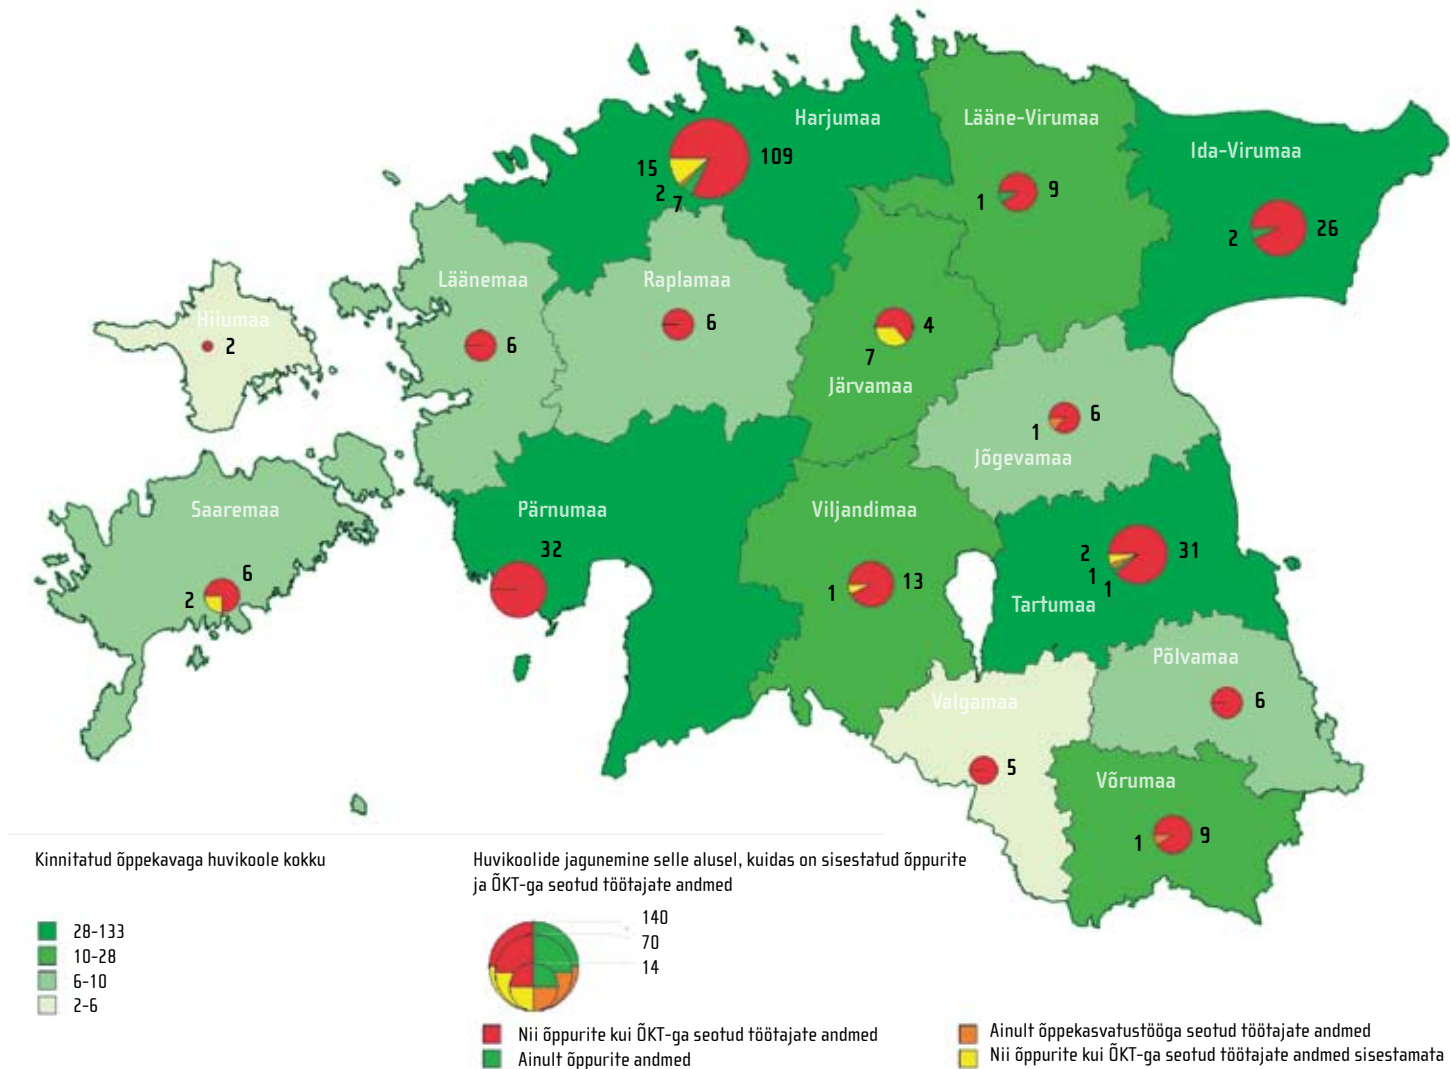 Harjumaa
Lääne-Virumaa
Ida-Virumaa
15
109
2
7
1
9
2
26
Läänemaa
Raplamaa
Hiiumaa
2
6
6
4
7
Järvamaa
6
1
Jõgevamaa
Saaremaa
Pärnumaa
Viljandimaa
32
2
31
1
1
Tartumaa
6
2
1
13
Põlvamaa
Valgamaa
6
5
Võrumaa
1
9
Kinnitatud õppekavaga huvikoole kokku
28-133
10-28
6-10
2-6
Huvikoolide jagunemine selle alusel, kuidas on sisestatud õppurite
ja ÕKT-ga seotud töötajate andmed
140
70
14
Nii õppurite kui ÕKT-ga seotud töötajate andmed
Ainult õppurite andmed
Ainult õppekasvatustööga seotud töötajate andmed
Nii õppurite kui ÕKT-ga seotud töötajate andmed sisestamata